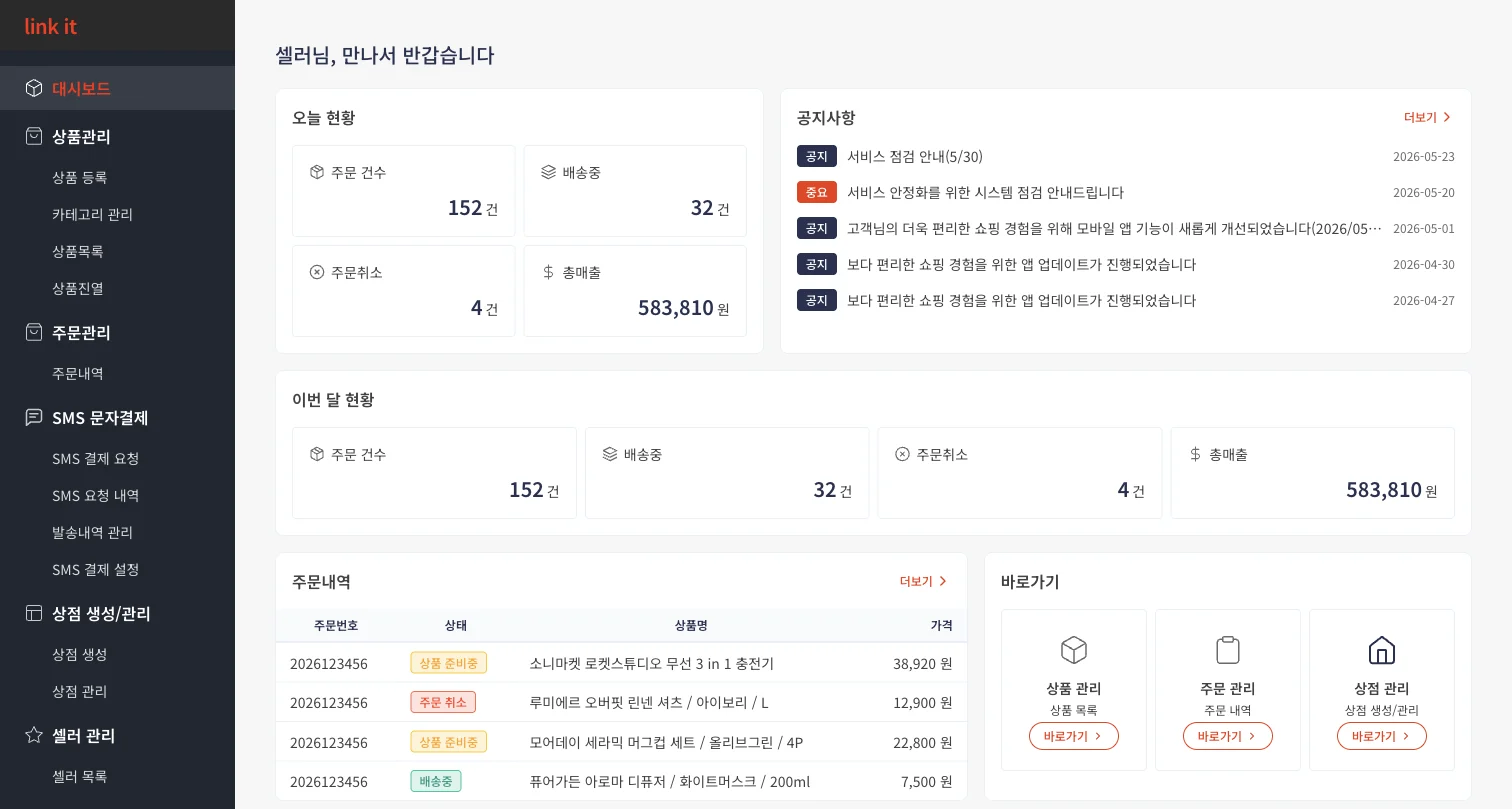 link it
대시보드
상품관리
상품 등록
카테고리 관리
상품목록
상품진열
주문관리
주문내역
SMS 문자결제
SMS 결제 요청
SMS 요청 내역
발송내역 관리
SMS 결제 설정
상점 생성/관리
상점 생성
상점 관리
셀러 관리
셀러 목록
셀러님, 만나서 반갑습니다
오늘 현황
주문 건수
152 건
배송중
32 건
주문취소
4 건
총매출
583,810 원
공지사항
더보기
공지 서비스 점검 안내(5/30) 2026-05-23
중요 서비스 안정화를 위한 시스템 점검 안내드립니다 2026-05-20
공지 고객님의 더욱 편리한 쇼핑 경험을 위해 모바일 앱 기능이 새롭게 개선되었습니다(2026/05… 2026-05-01
공지 보다 편리한 쇼핑 경험을 위한 앱 업데이트가 진행되었습니다 2026-04-30
공지 보다 편리한 쇼핑 경험을 위한 앱 업데이트가 진행되었습니다 2026-04-27
이번 달 현황
주문 건수
152 건
배송중
32 건
주문취소
4 건
총매출
583,810 원
주문내역
더보기
주문번호 상태 상품명 가격
2026123456 상품 준비중 소니마켓 로켓스튜디오 무선 3 in 1 충전기 38,920 원
2026123456 주문 취소 루미에르 오버핏 린넨 셔츠 / 아이보리 / L 12,900 원
2026123456 상품 준비중 모어데이 세라믹 머그컵 세트 / 올리브그린 / 4P 22,800 원
2026123456 배송중 퓨어가든 아로마 디퓨저 / 화이트머스크 / 200ml 7,500 원
바로가기
상품 관리
상품 목록
바로가기
주문 관리
주문 내역
바로가기
상점 관리
상점 생성/관리
바로가기